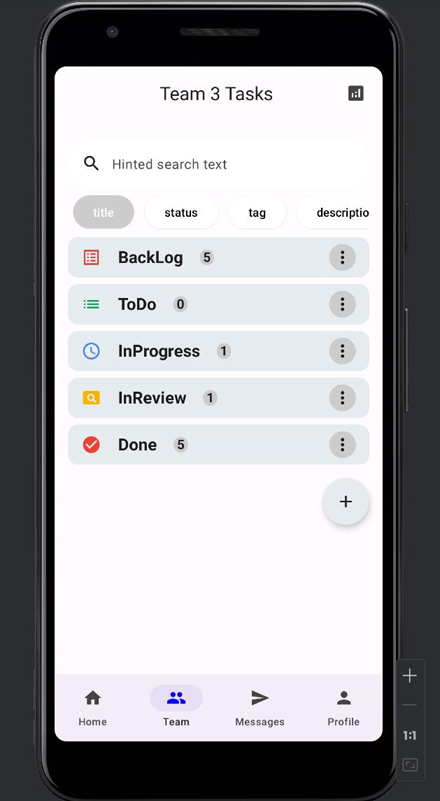 Team 3 Tasks
Hinted search text
title status tag descriptio
BackLog 5
ToDo 0
InProgress 1
InReview 1
Done 5
+
Home Team Messages Profile
1:1